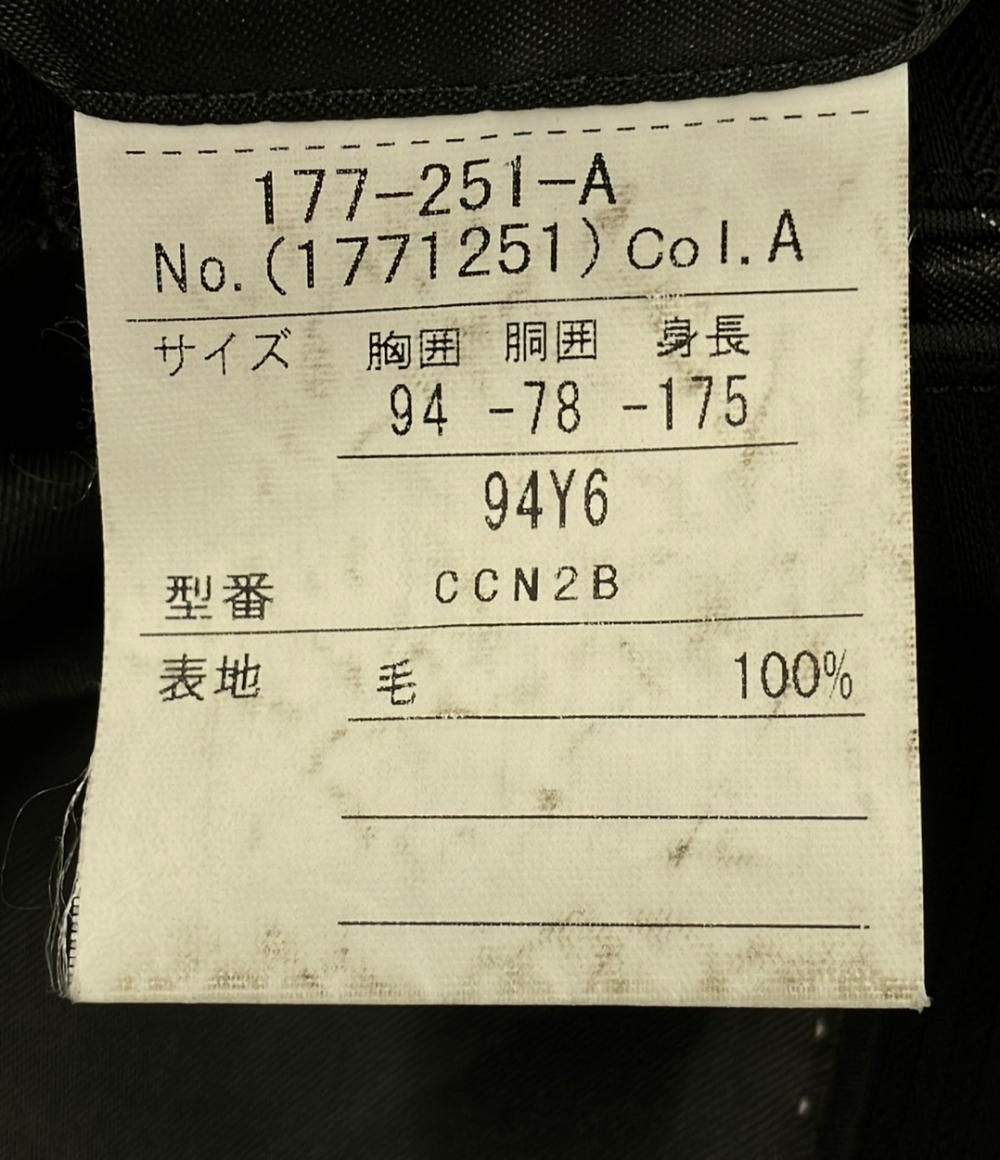 177-251-A
No.(1771251) Col.A
サイズ 胸囲 胴囲 身長
94 -78 -175
94Y6
型番 CCN2B
表地 毛 100%